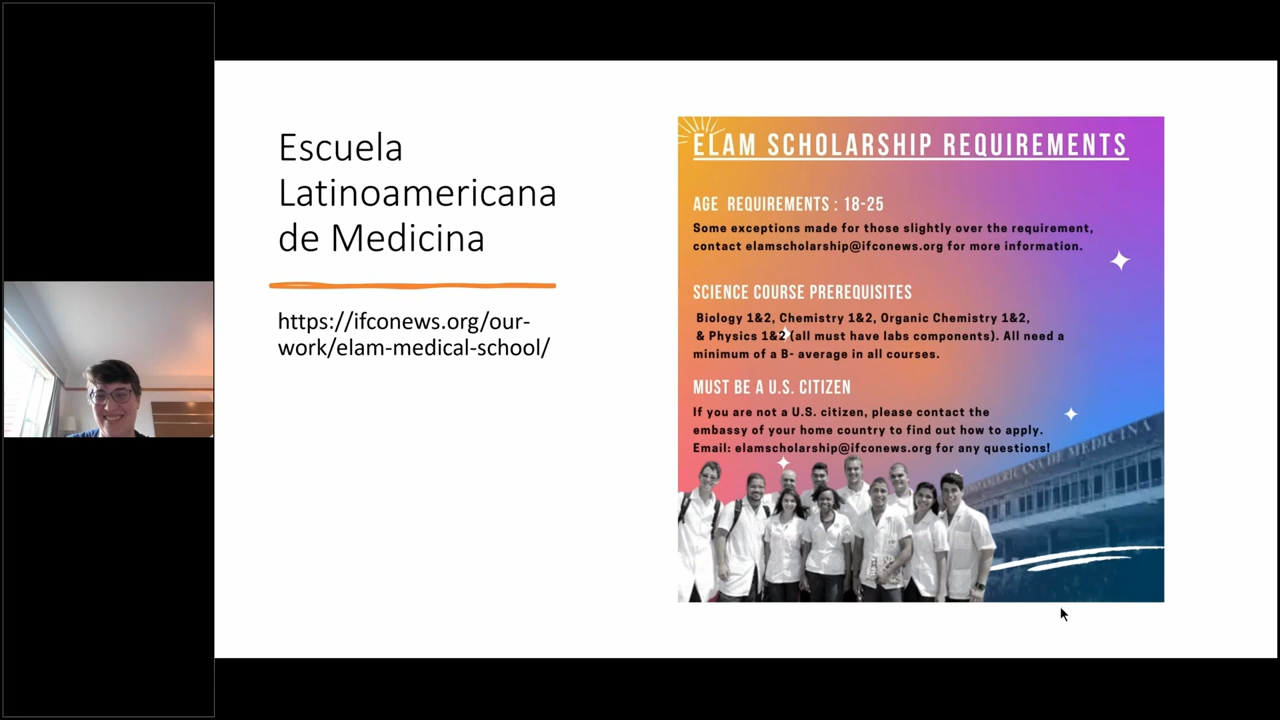 Escuela
Latinoamericana
de Medicina
https://ifconews.org/our-
work/elam-medical-school/
ELAM SCHOLARSHIP REQUIREMENTS
AGE REQUIREMENTS : 18-25
Some exceptions made for those slightly over the requirement,
contact elamscholarship@ifconews.org for more information.
SCIENCE COURSE PREREQUISITES
Biology 1&2, Chemistry 1&2, Organic Chemistry 1&2,
& Physics 1&2 (all must have labs components). All need a
minimum of a B- average in all courses.
MUST BE A U.S. CITIZEN
If you are not a U.S. citizen, please contact the
embassy of your home country to find out how to apply.
Email: elamscholarship@ifconews.org for any questions!
DE MEDICINA